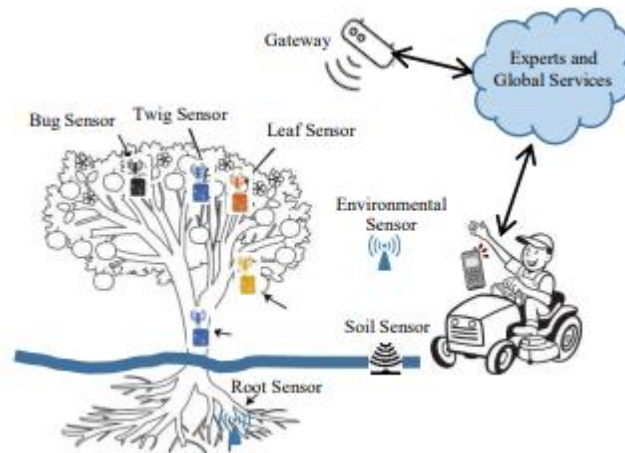 Gateway
Experts and
Global Services
Twig Sensor
Bug Sensor
Leaf Sensor
Environmental
Sensor
Soil Sensor
Root Sensor